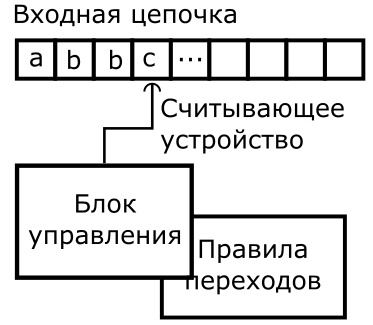 Входная цепочка
a b b c ...
Считывающее
устройство
Блок
управления
Правила
переходов